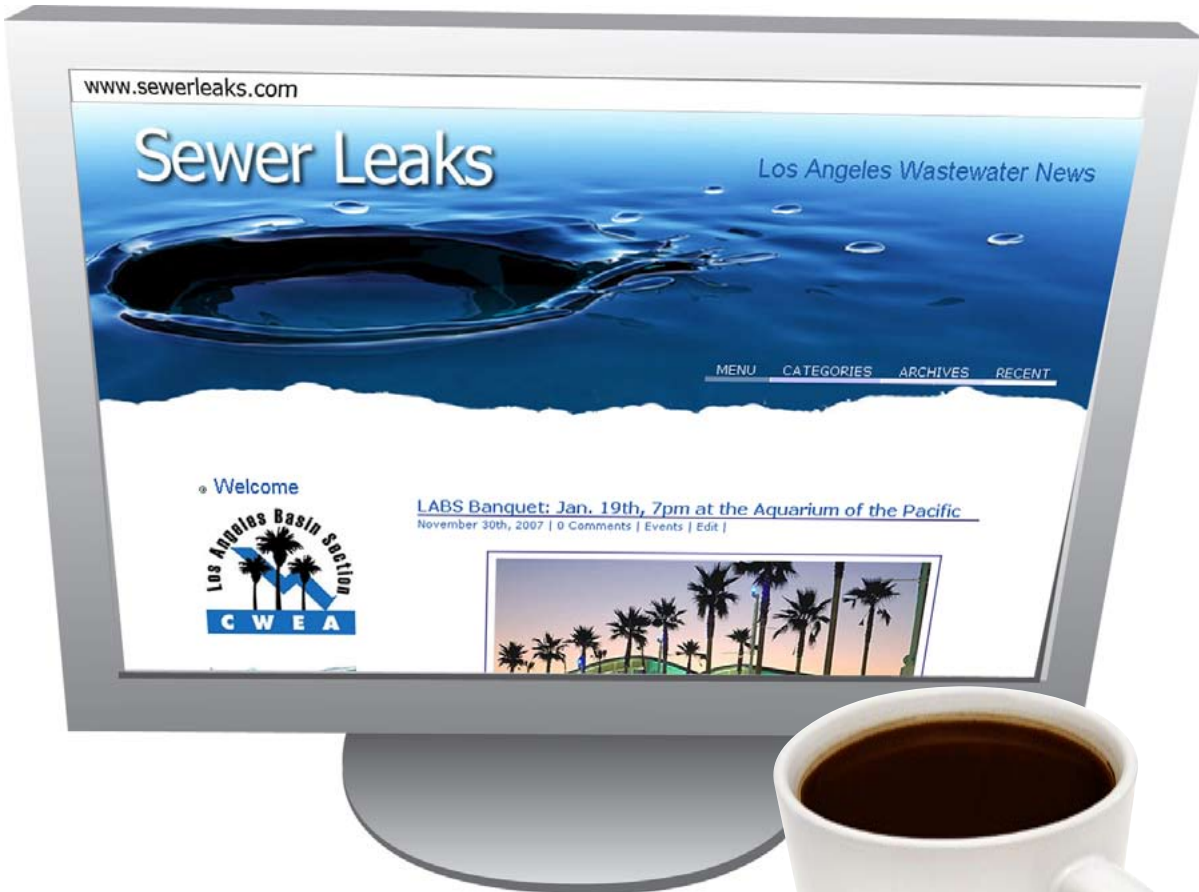 www.sewerleaks.com
Sewer Leaks
Los Angeles Wastewater News
MENU CATEGORIES ARCHIVES RECENT
Welcome
Los Angeles Basin Section
CWEA
LABS Banquet: Jan. 19th, 7pm at the Aquarium of the Pacific
November 30th, 2007 | 0 Comments | Events | Edit |